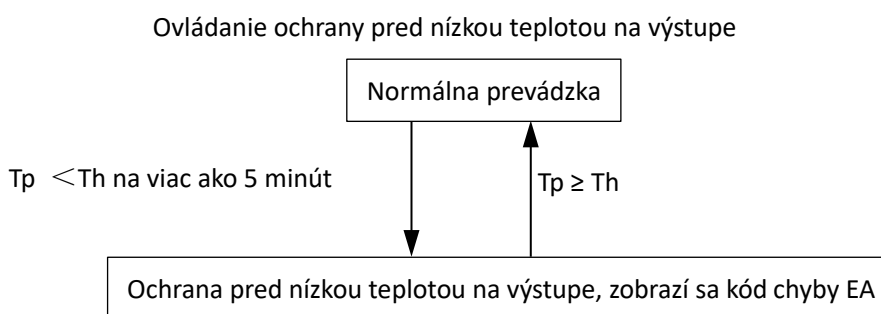 Ovládanie ochrany pred nízkou teplotou na výstupe
Normálna prevádzka
Tp ＜Th na viac ako 5 minút
Tp ≥ Th
Ochrana pred nízkou teplotou na výstupe, zobrazí sa kód chyby EA